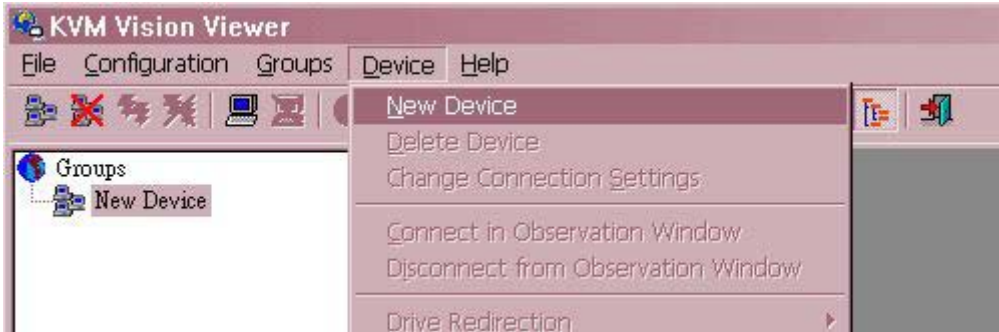 KVM Vision Viewer
File Configuration Groups Device Help
New Device
Delete Device
Change Connection Settings
Groups
New Device
Connect in Observation Window
Disconnect from Observation Window
Drive Redirection